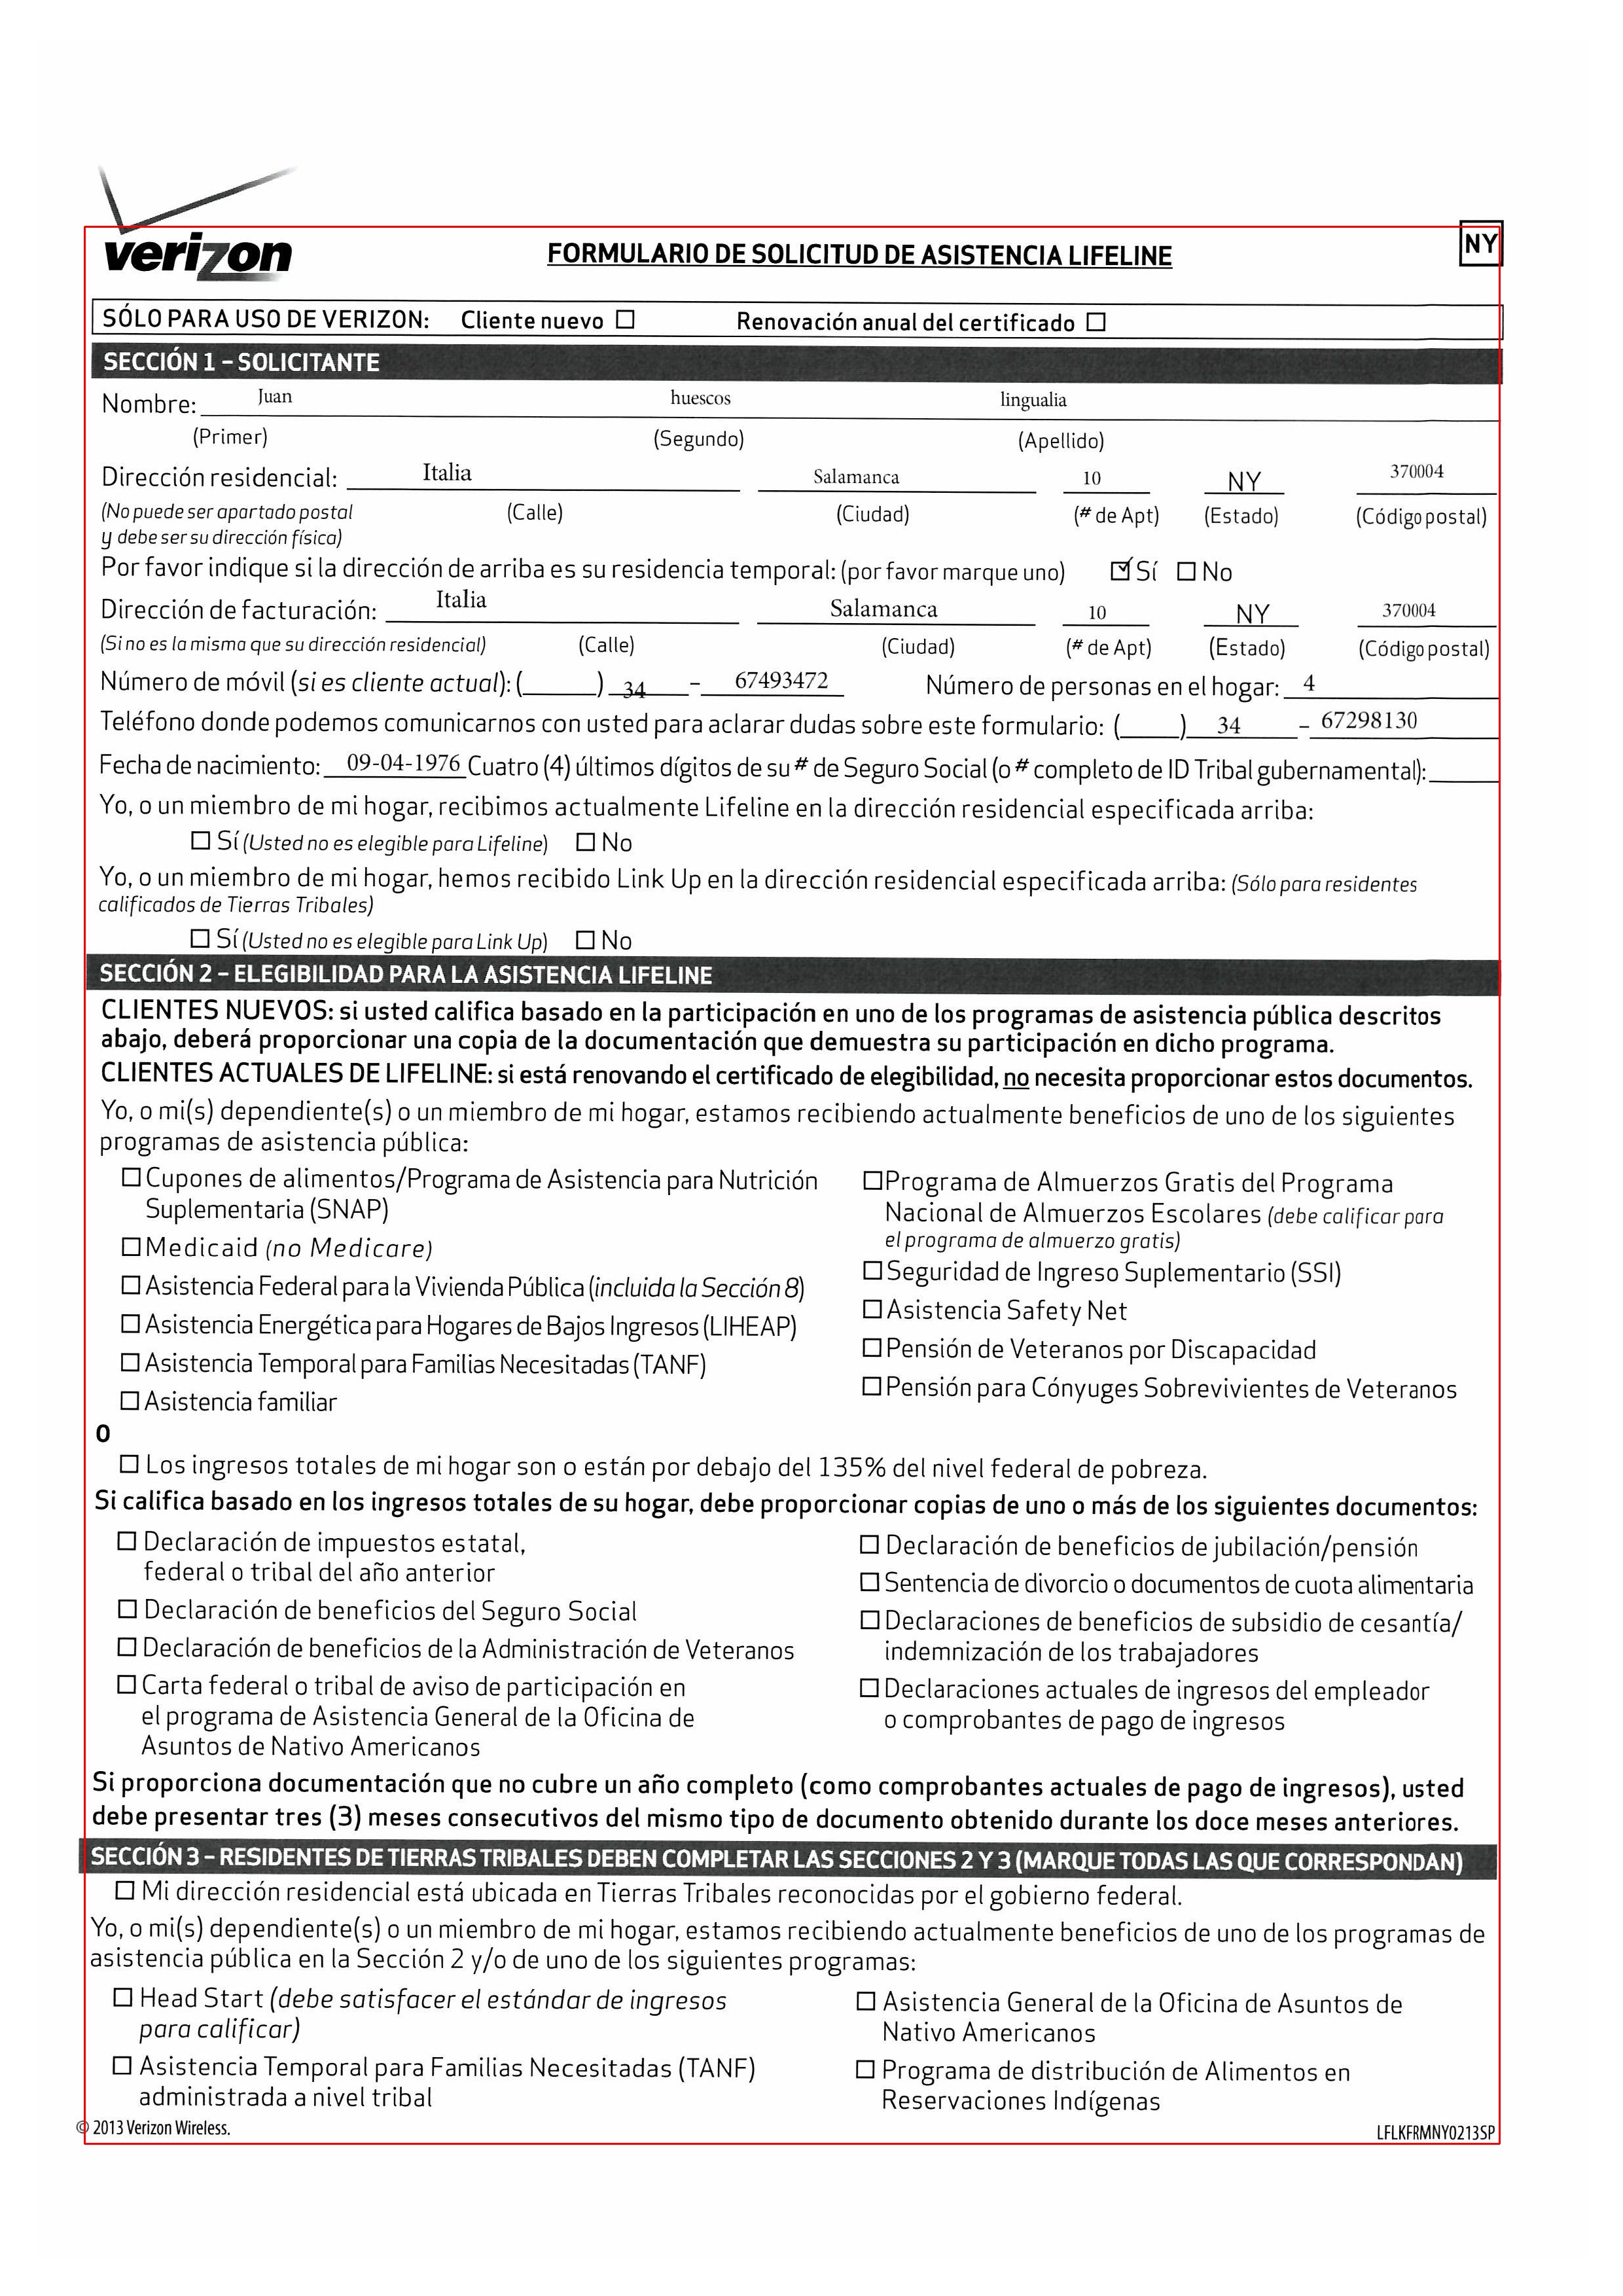 verizon
FORMULARIO DE SOLICITUD DE ASISTENCIA LIFELINE
NY
SÓLO PARA USO DE VERIZON: Cliente nuevo ☐ Renovación anual del certificado ☐
SECCIÓN 1 – SOLICITANTE
Nombre: Juan huescos lingualia
(Primer) (Segundo) (Apellido)
Dirección residencial: Italia Salamanca 10 NY 370004
(No puede ser apartado postal (Calle) (Ciudad) (# de Apt) (Estado) (Código postal)
y debe ser su dirección física)
Por favor indique si la dirección de arriba es su residencia temporal: (por favor marque uno) ☑ Sí ☐ No
Dirección de facturación: Italia Salamanca 10 NY 370004
(Si no es la misma que su dirección residencial) (Calle) (Ciudad) (# de Apt) (Estado) (Código postal)
Número de móvil (si es cliente actual): (______) 34 – 67493472 Número de personas en el hogar: 4
Teléfono donde podemos comunicarnos con usted para aclarar dudas sobre este formulario: (_____) 34 – 67298130
Fecha de nacimiento: 09-04-1976 Cuatro (4) últimos dígitos de su # de Seguro Social (o # completo de ID Tribal gubernamental):______
Yo, o un miembro de mi hogar, recibimos actualmente Lifeline en la dirección residencial especificada arriba:
☐ Sí (Usted no es elegible para Lifeline) ☐ No
Yo, o un miembro de mi hogar, hemos recibido Link Up en la dirección residencial especificada arriba: (Sólo para residentes
calificados de Tierras Tribales)
☐ Sí (Usted no es elegible para Link Up) ☐ No
SECCIÓN 2 – ELEGIBILIDAD PARA LA ASISTENCIA LIFELINE
CLIENTES NUEVOS: si usted califica basado en la participación en uno de los programas de asistencia pública descritos
abajo, deberá proporcionar una copia de la documentación que demuestra su participación en dicho programa.
CLIENTES ACTUALES DE LIFELINE: si está renovando el certificado de elegibilidad, no necesita proporcionar estos documentos.
Yo, o mi(s) dependiente(s) o un miembro de mi hogar, estamos recibiendo actualmente beneficios de uno de los siguientes
programas de asistencia pública:
☐ Cupones de alimentos/Programa de Asistencia para Nutrición
Suplementaria (SNAP)
☐ Medicaid (no Medicare)
☐ Asistencia Federal para la Vivienda Pública (incluida la Sección 8)
☐ Asistencia Energética para Hogares de Bajos Ingresos (LIHEAP)
☐ Asistencia Temporal para Familias Necesitadas (TANF)
☐ Asistencia familiar
☐ Programa de Almuerzos Gratis del Programa
Nacional de Almuerzos Escolares (debe calificar para
el programa de almuerzo gratis)
☐ Seguridad de Ingreso Suplementario (SSI)
☐ Asistencia Safety Net
☐ Pensión de Veteranos por Discapacidad
☐ Pensión para Cónyuges Sobrevivientes de Veteranos
O
☐ Los ingresos totales de mi hogar son o están por debajo del 135% del nivel federal de pobreza.
Si califica basado en los ingresos totales de su hogar, debe proporcionar copias de uno o más de los siguientes documentos:
☐ Declaración de impuestos estatal,
federal o tribal del año anterior
☐ Declaración de beneficios del Seguro Social
☐ Declaración de beneficios de la Administración de Veteranos
☐ Carta federal o tribal de aviso de participación en
el programa de Asistencia General de la Oficina de
Asuntos de Nativo Americanos
☐ Declaración de beneficios de jubilación/pensión
☐ Sentencia de divorcio o documentos de cuota alimentaria
☐ Declaraciones de beneficios de subsidio de cesantía/
indemnización de los trabajadores
☐ Declaraciones actuales de ingresos del empleador
o comprobantes de pago de ingresos
Si proporciona documentación que no cubre un año completo (como comprobantes actuales de pago de ingresos), usted
debe presentar tres (3) meses consecutivos del mismo tipo de documento obtenido durante los doce meses anteriores.
SECCIÓN 3 – RESIDENTES DE TIERRAS TRIBALES DEBEN COMPLETAR LAS SECCIONES 2 Y 3 (MARQUE TODAS LAS QUE CORRESPONDAN)
☐ Mi dirección residencial está ubicada en Tierras Tribales reconocidas por el gobierno federal.
Yo, o mi(s) dependiente(s) o un miembro de mi hogar, estamos recibiendo actualmente beneficios de uno de los programas de
asistencia pública en la Sección 2 y/o de uno de los siguientes programas:
☐ Head Start (debe satisfacer el estándar de ingresos
para calificar)
☐ Asistencia Temporal para Familias Necesitadas (TANF)
administrada a nivel tribal
☐ Asistencia General de la Oficina de Asuntos de
Nativo Americanos
☐ Programa de distribución de Alimentos en
Reservaciones Indígenas
© 2013 Verizon Wireless.
LFLKFRMNY0213SP